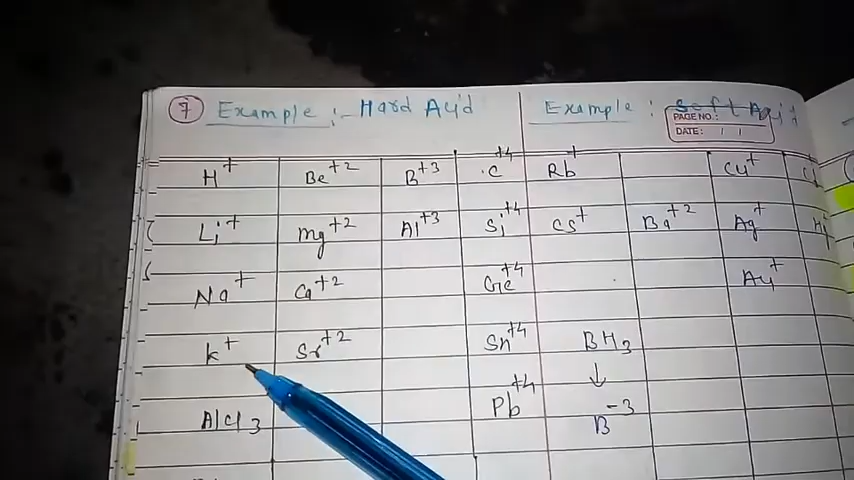 7 Example :- Hard Acid Example : Soft Acid
PAGE NO.:
DATE: / /
H+ Be+2 B+3 C+4 Rb+ Cu+
Li+ Mg+2 Al+3 Si+4 Cs+ Ba+2 Ag+
Na+ Ca+2 Ge+4 Au+
K+ Sr+2 Sn+4 BH3
↓
AlCl3 Pb+4 B-3